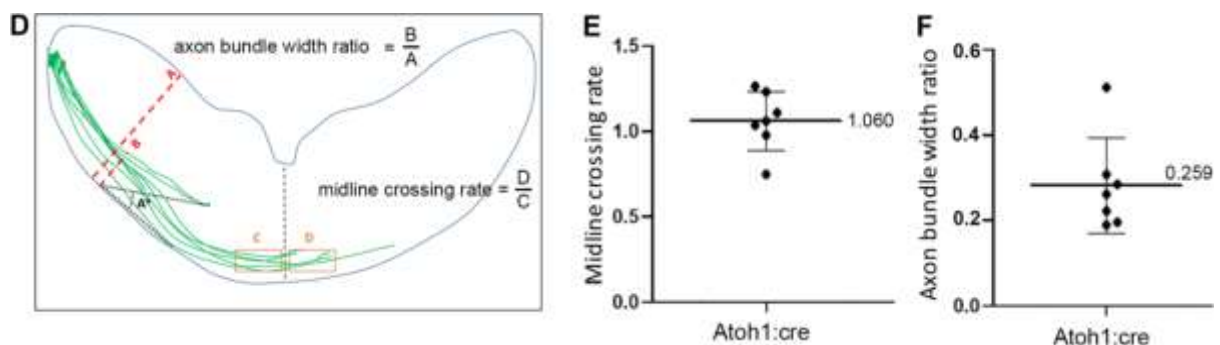 D
axon bundle width ratio = B
A
A
B
A°
midline crossing rate = D
C
C
D
E
Midline crossing rate
1.5
1.0
0.5
0.0
1.060
Atoh1:cre
F
Axon bundle width ratio
0.6
0.4
0.2
0.0
0.259
Atoh1:cre